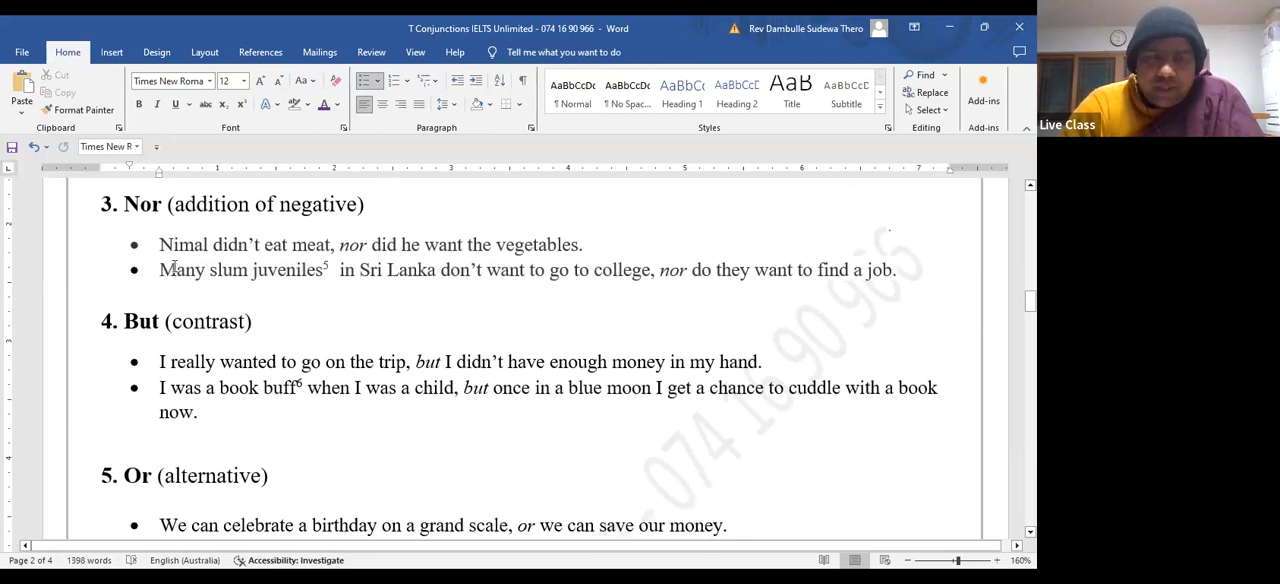 T Conjunctions IELTS Unlimited - 074 16 90 966 - Word
Rev Dambulle Sudewa Thero
File Home Insert Design Layout References Mailings Review View Help Tell me what you want to do
Cut
Copy
Format Painter
Paste
Clipboard
Times New Roma 12
Font
Paragraph
AaBbCcDc AaBbCcDc AaBbCc AaBbCcD AaB AaBbCcD
¶ Normal ¶ No Spac... Heading 1 Heading 2 Title Subtitle
Styles
Find
Replace
Select
Editing
Add-ins
Add-ins
Live Class
Times New R
3. Nor (addition of negative)
Nimal didn’t eat meat, nor did he want the vegetables.
Many slum juveniles5 in Sri Lanka don’t want to go to college, nor do they want to find a job.
4. But (contrast)
I really wanted to go on the trip, but I didn’t have enough money in my hand.
I was a book buff6 when I was a child, but once in a blue moon I get a chance to cuddle with a book
now.
5. Or (alternative)
We can celebrate a birthday on a grand scale, or we can save our money.
- 074 16 90 966
Page 2 of 4 1398 words English (Australia) Accessibility: Investigate 160%